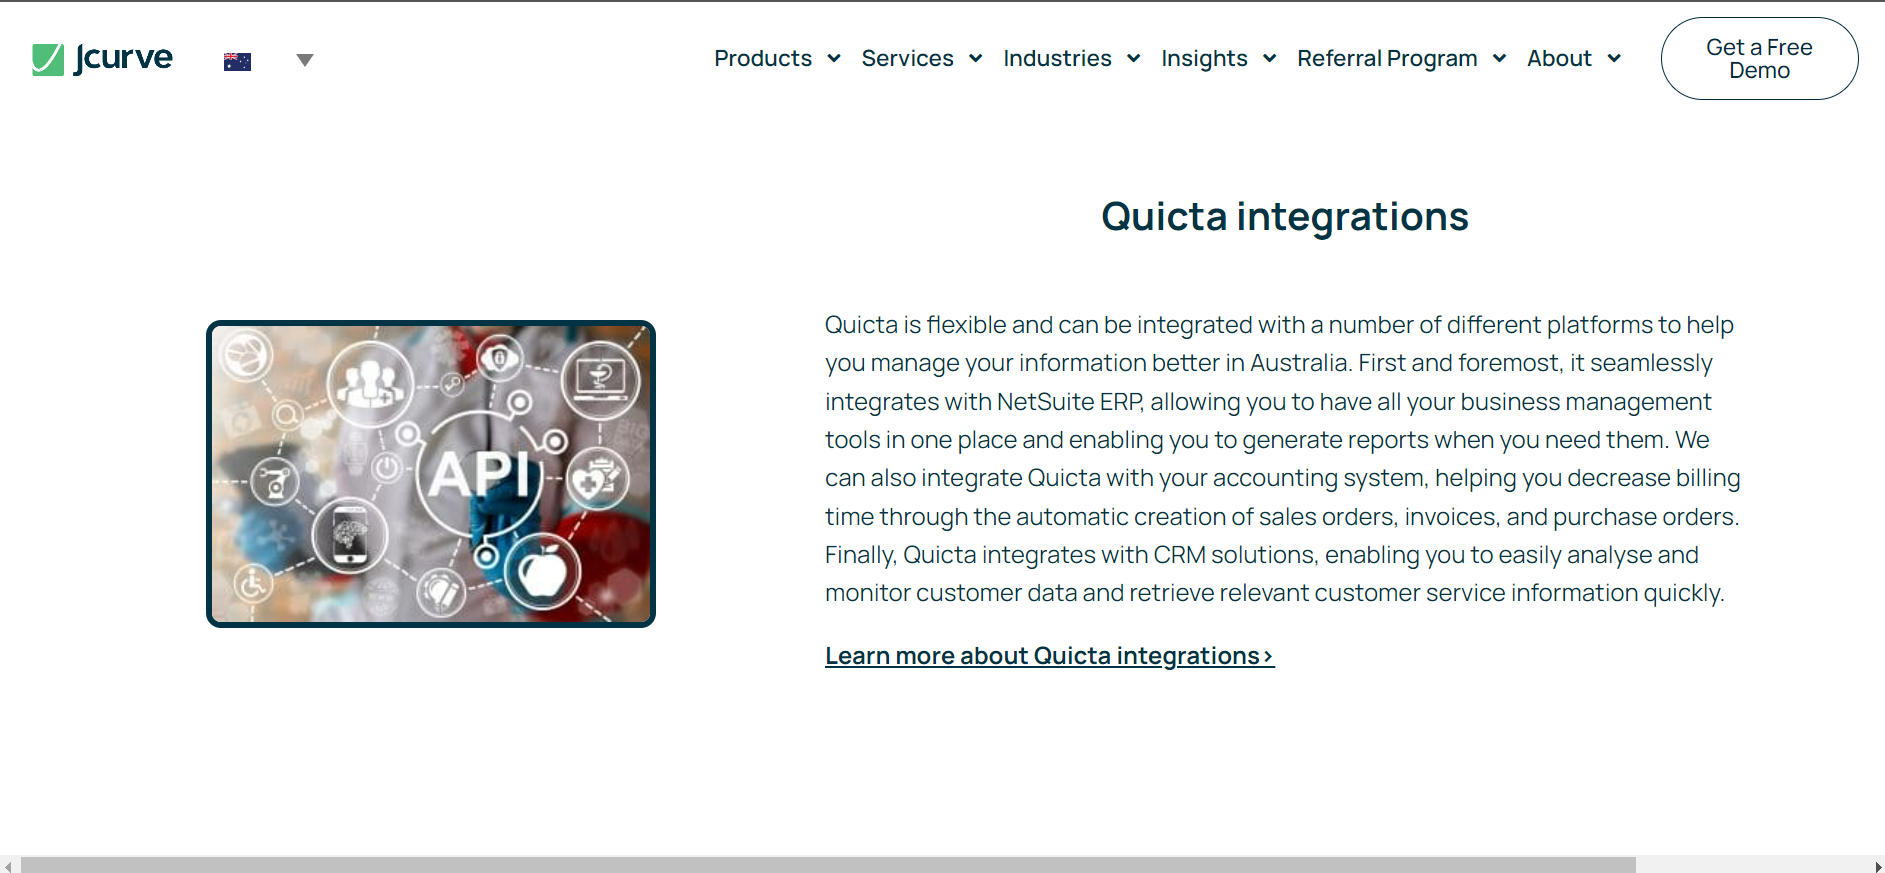 Jcurve
Products
Services
Industries
Insights
Referral Program
About
Get a Free
Demo
Quicta integrations
Quicta is flexible and can be integrated with a number of different platforms to help
you manage your information better in Australia. First and foremost, it seamlessly
integrates with NetSuite ERP, allowing you to have all your business management
tools in one place and enabling you to generate reports when you need them. We
can also integrate Quicta with your accounting system, helping you decrease billing
time through the automatic creation of sales orders, invoices, and purchase orders.
Finally, Quicta integrates with CRM solutions, enabling you to easily analyse and
monitor customer data and retrieve relevant customer service information quickly.
Learn more about Quicta integrations>
API